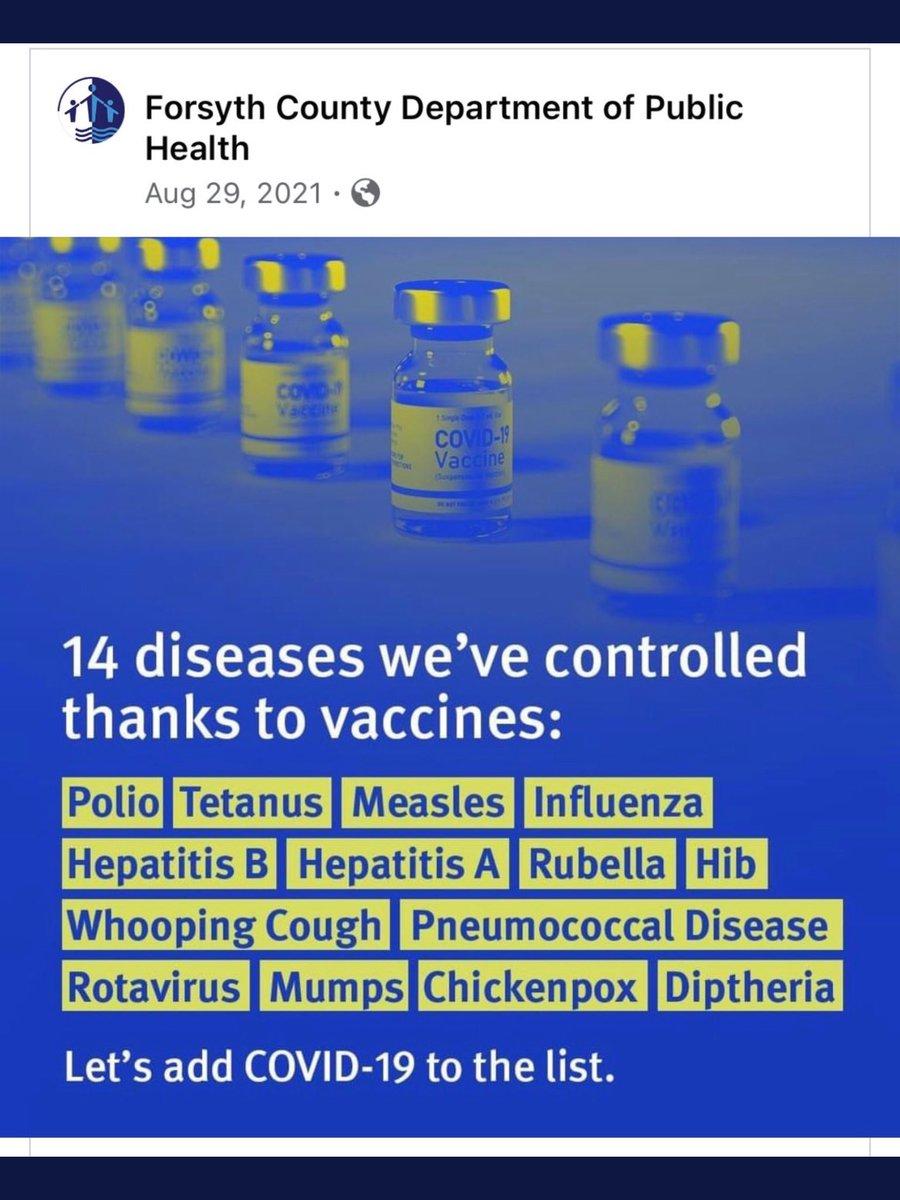 Forsyth County Department of Public
Health
Aug 29, 2021 ·
COVID-19
Vaccine
COVID-19
Vaccine
14 diseases we've controlled
thanks to vaccines:
Polio Tetanus Measles Influenza
Hepatitis B Hepatitis A Rubella Hib
Whooping Cough Pneumococcal Disease
Rotavirus Mumps Chickenpox Diptheria
Let's add COVID-19 to the list.